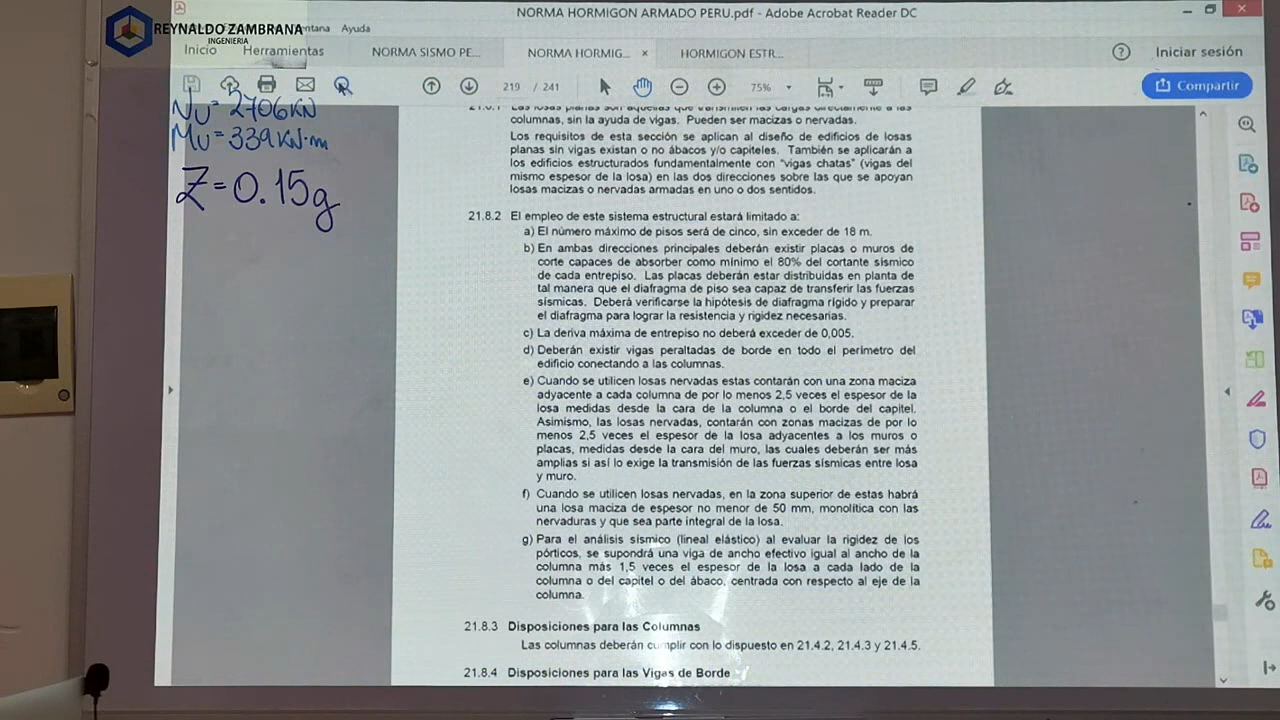 NORMA HORMIGON ARMADO PERU.pdf - Adobe Acrobat Reader DC
REYNALDO ZAMBRANA
INGENIERIA
ntana Ayuda
Inicio Herramientas NORMA SISMO PE... NORMA HORMIG... × HORMIGON ESTR... Iniciar sesión
219 / 241 75% Compartir
Nu = 2706 KN
Mu = 339 KN·m
Z = 0.15g
21.8.1 Las losas planas son aquellas que transmiten las cargas directamente a las
columnas, sin la ayuda de vigas. Pueden ser macizas o nervadas.
Los requisitos de esta sección se aplican al diseño de edificios de losas
planas sin vigas existan o no ábacos y/o capiteles. También se aplicarán a
los edificios estructurados fundamentalmente con "vigas chatas" (vigas del
mismo espesor de la losa) en las dos direcciones sobre las que se apoyan
losas macizas o nervadas armadas en uno o dos sentidos.
21.8.2 El empleo de este sistema estructural estará limitado a:
a) El número máximo de pisos será de cinco, sin exceder de 18 m.
b) En ambas direcciones principales deberán existir placas o muros de
corte capaces de absorber como mínimo el 80% del cortante sísmico
de cada entrepiso. Las placas deberán estar distribuidas en planta de
tal manera que el diafragma de piso sea capaz de transferir las fuerzas
sísmicas. Deberá verificarse la hipótesis de diafragma rígido y preparar
el diafragma para lograr la resistencia y rigidez necesarias.
c) La deriva máxima de entrepiso no deberá exceder de 0,005.
d) Deberán existir vigas peraltadas de borde en todo el perímetro del
edificio conectando a las columnas.
e) Cuando se utilicen losas nervadas estas contarán con una zona maciza
adyacente a cada columna de por lo menos 2,5 veces el espesor de la
losa medidas desde la cara de la columna o el borde del capitel.
Asimismo, las losas nervadas, contarán con zonas macizas de por lo
menos 2,5 veces el espesor de la losa adyacentes a los muros o
placas, medidas desde la cara del muro, las cuales deberán ser más
amplias si así lo exige la transmisión de las fuerzas sísmicas entre losa
y muro.
f) Cuando se utilicen losas nervadas, en la zona superior de estas habrá
una losa maciza de espesor no menor de 50 mm, monolítica con las
nervaduras y que sea parte integral de la losa.
g) Para el análisis sísmico (lineal elástico) al evaluar la rigidez de los
pórticos, se supondrá una viga de ancho efectivo igual al ancho de la
columna más 1,5 veces el espesor de la losa a cada lado de la
columna o del capitel o del ábaco, centrada con respecto al eje de la
columna.
21.8.3 Disposiciones para las Columnas
Las columnas deberán cumplir con lo dispuesto en 21.4.2, 21.4.3 y 21.4.5.
21.8.4 Disposiciones para las Vigas de Borde